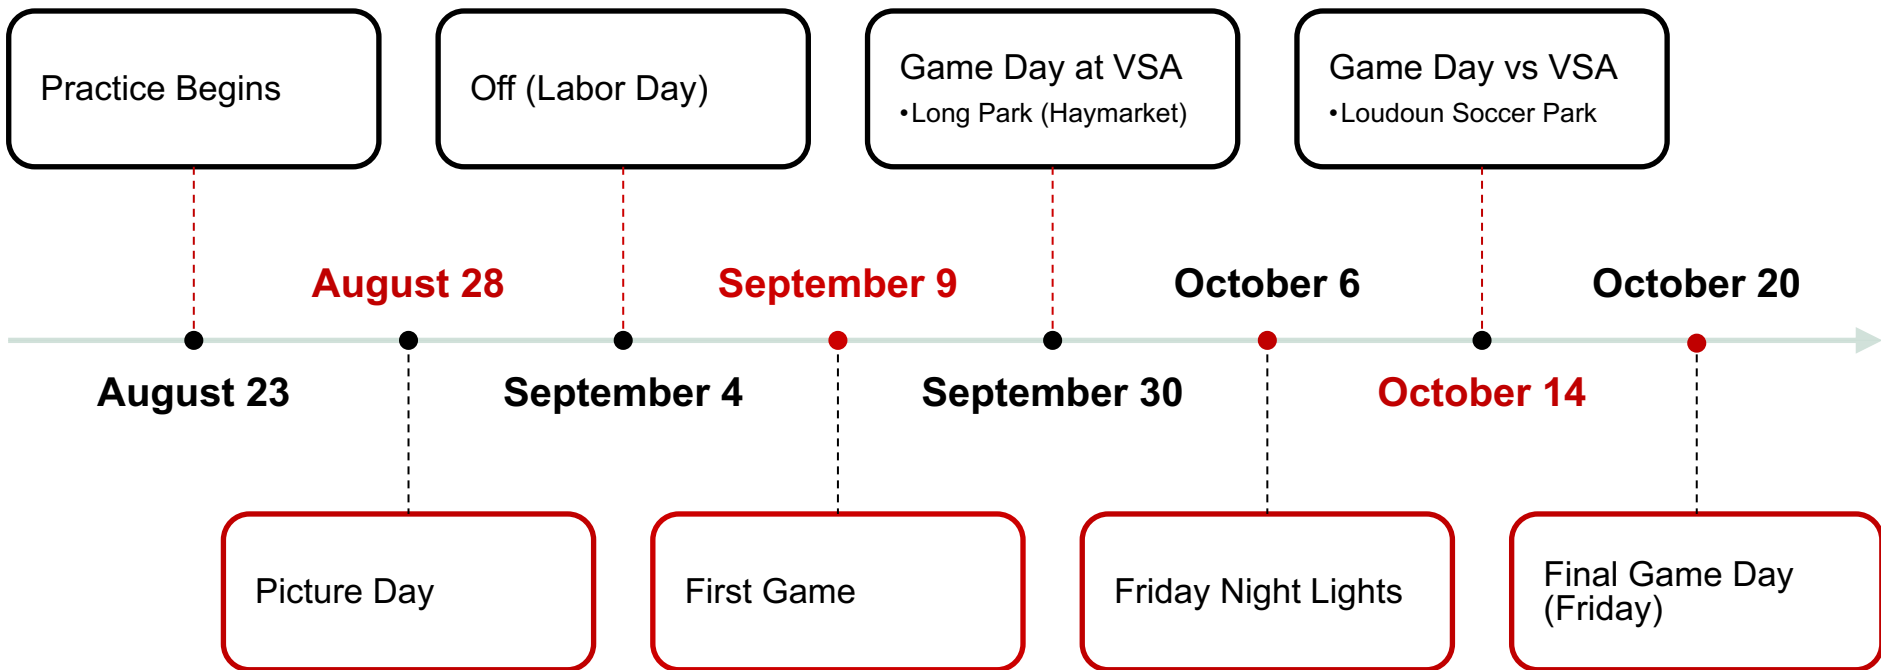 Practice Begins
Off (Labor Day)
Game Day at VSA
•Long Park (Haymarket)
Game Day vs VSA
•Loudoun Soccer Park
August 28
September 9
October 6
October 20
August 23
September 4
September 30
October 14
Picture Day
First Game
Friday Night Lights
Final Game Day
(Friday)